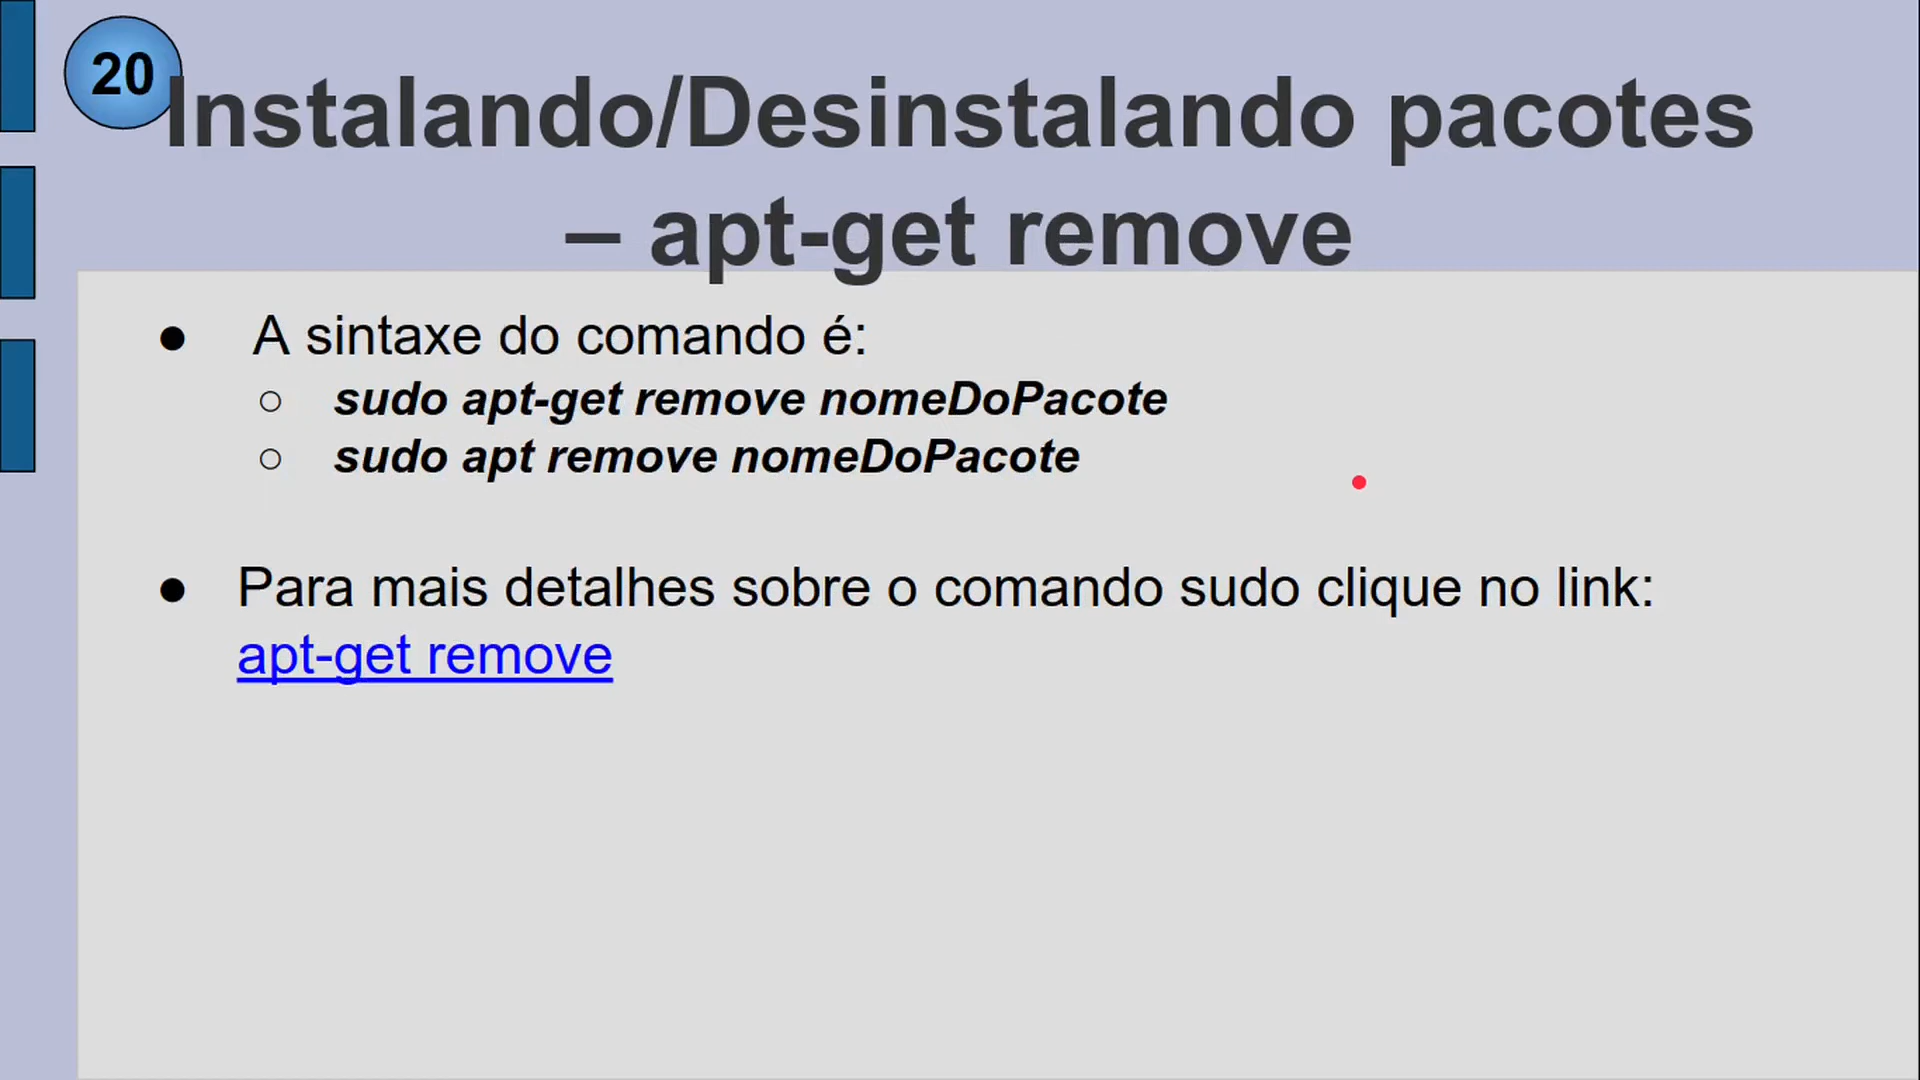 20
Instalando/Desinstalando pacotes
– apt-get remove
● A sintaxe do comando é:
○ sudo apt-get remove nomeDoPacote
○ sudo apt remove nomeDoPacote
● Para mais detalhes sobre o comando sudo clique no link:
apt-get remove